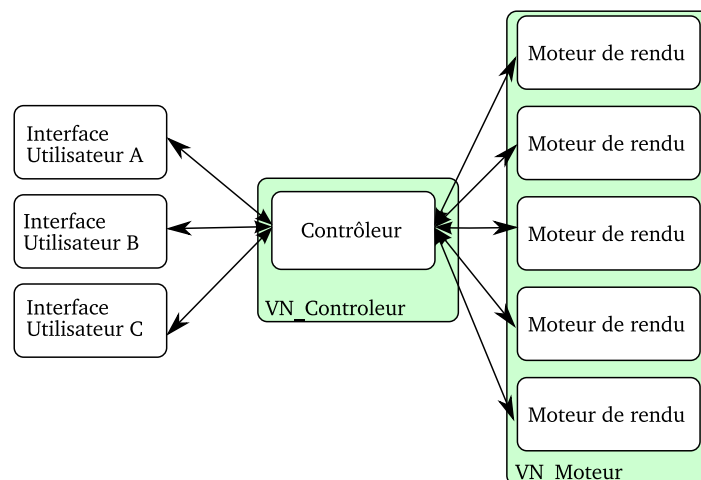 Interface
Utilisateur A
Interface
Utilisateur B
Interface
Utilisateur C
Contrôleur
VN_Controleur
Moteur de rendu
Moteur de rendu
Moteur de rendu
Moteur de rendu
Moteur de rendu
VN_Moteur